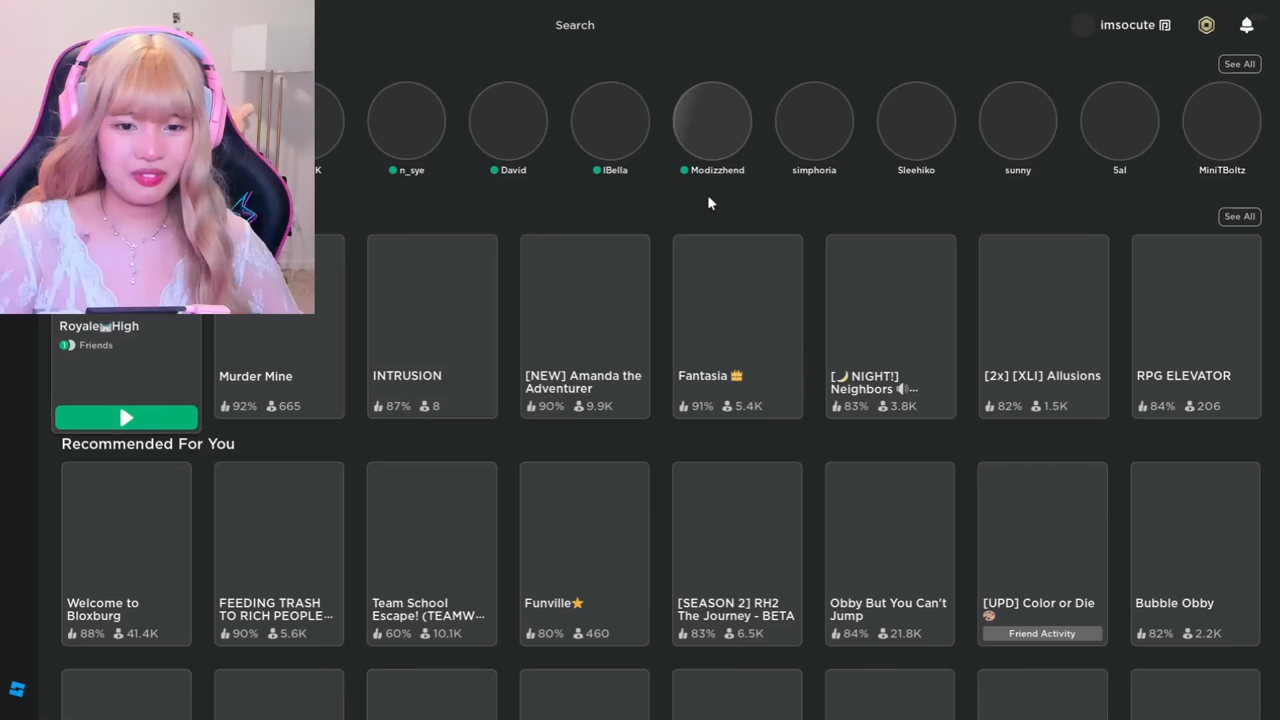 Search
imsocute
See All
K
n_sye
David
IBella
Modizzhend
simphoria
Sleehiko
sunny
5al
MiniTBoltz
See All
Royale High
1 Friends
Murder Mine
92% 665
INTRUSION
87% 8
[NEW] Amanda the
Adventurer
90% 9.9K
Fantasia 👑
91% 5.4K
[🌙 NIGHT!]
Neighbors 🔊...
83% 3.8K
[2x] [XLI] Allusions
82% 1.5K
RPG ELEVATOR
84% 206
Recommended For You
Welcome to
Bloxburg
88% 41.4K
FEEDING TRASH
TO RICH PEOPLE...
90% 5.6K
Team School
Escape! (TEAMW...
60% 10.1K
Funville⭐
80% 460
[SEASON 2] RH2
The Journey - BETA
83% 6.5K
Obby But You Can't
Jump
84% 21.8K
[UPD] Color or Die
🎨
Friend Activity
Bubble Obby
82% 2.2K